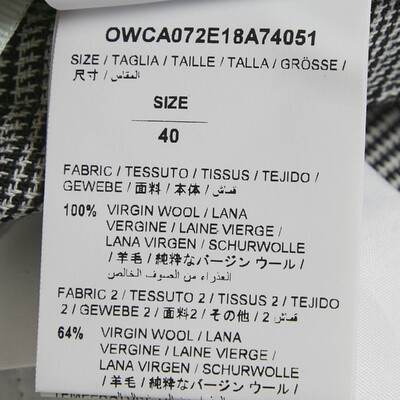 OWCA072E18A74051
SIZE / TAGLIA / TAILLE / TALLA / GRÖSSE /
尺寸 / المقاس /
SIZE
40
FABRIC / TESSUTO / TISSUS / TEJIDO /
GEWEBE / 面料 / 本体 / قماش /
100% VIRGIN WOOL / LANA
VERGINE / LAINE VIERGE /
LANA VIRGEN / SCHURWOLLE
/ 羊毛 / 純粋なバージン ウール /
العذراء من الصوف الخالص
FABRIC 2 / TESSUTO 2 / TISSUS 2 / TEJIDO
2 / GEWEBE 2 / 面料2 / その他 / 2 قماش /
64% VIRGIN WOOL / LANA
VERGINE / LAINE VIERGE /
LANA VIRGEN / SCHURWOLLE
/ 羊毛 / 純粋なバージン ウール /